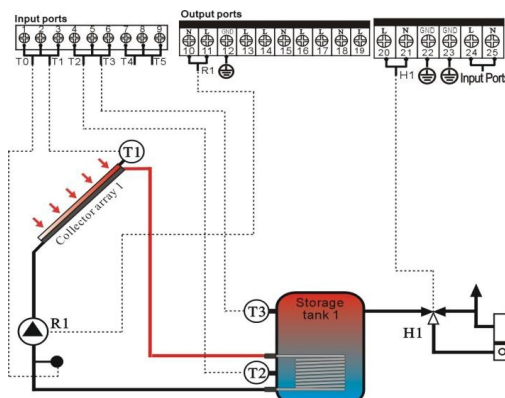 Input ports
Output ports
1 2 3 4 5 6 7 8 9
T0 T1 T2 T3 T4 T5
N L GND L L N L N L N L
10 11 12 13 14 15 16 17 18 19
R1
L N GND GND L N
20 21 22 23 24 25
H1
Input Port
T1
Collector array 1
R1
T3
Storage
tank 1
H1
T2